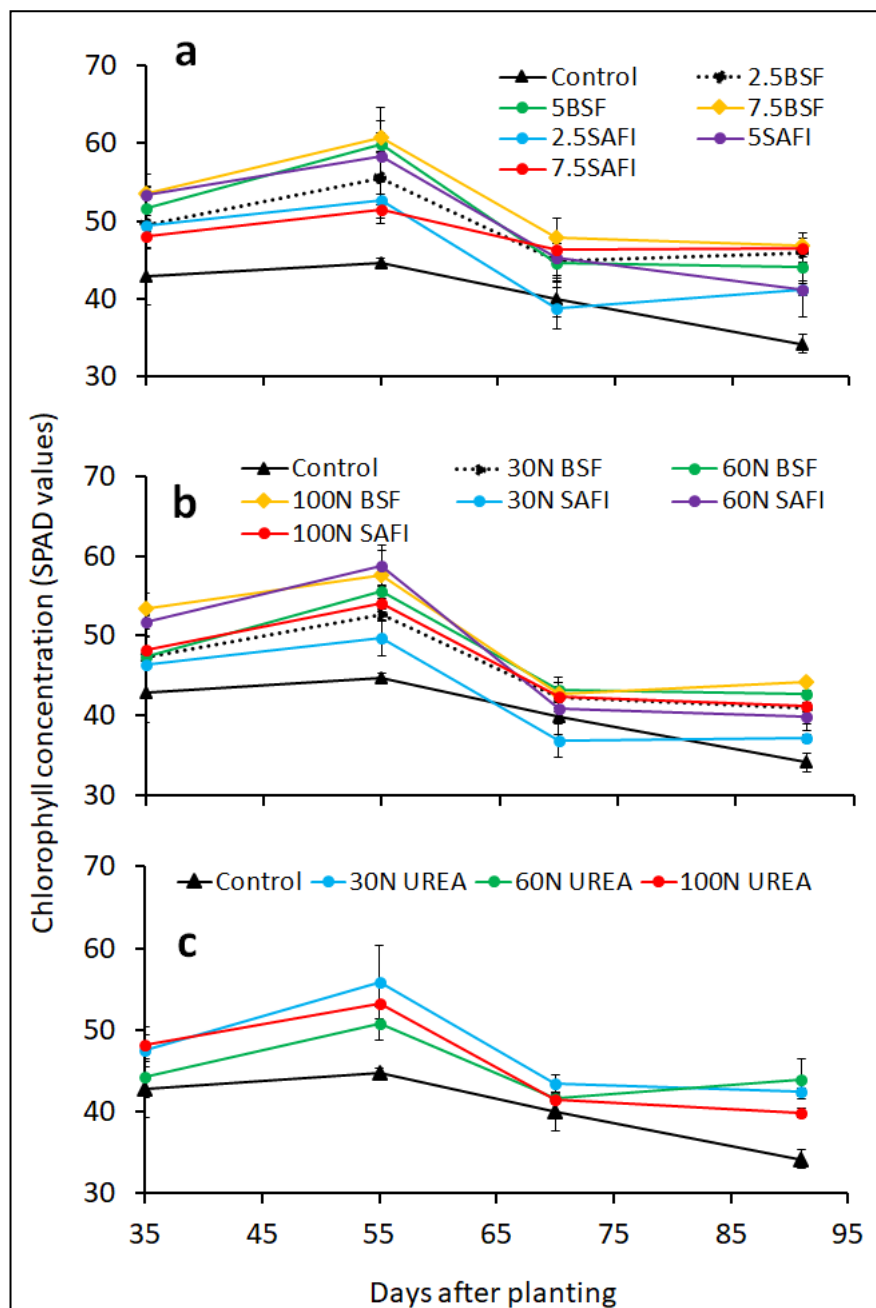 a
Control 2.5BSF
5BSF 7.5BSF
2.5SAFI 5SAFI
7.5SAFI
70
60
50
40
30
b
Control 30N BSF 60N BSF
100N BSF 30N SAFI 60N SAFI
100N SAFI
70
60
50
40
30
c
Control 30N UREA 60N UREA 100N UREA
70
60
50
40
30
35 45 55 65 75 85 95
Days after planting
Chlorophyll concentration (SPAD values)